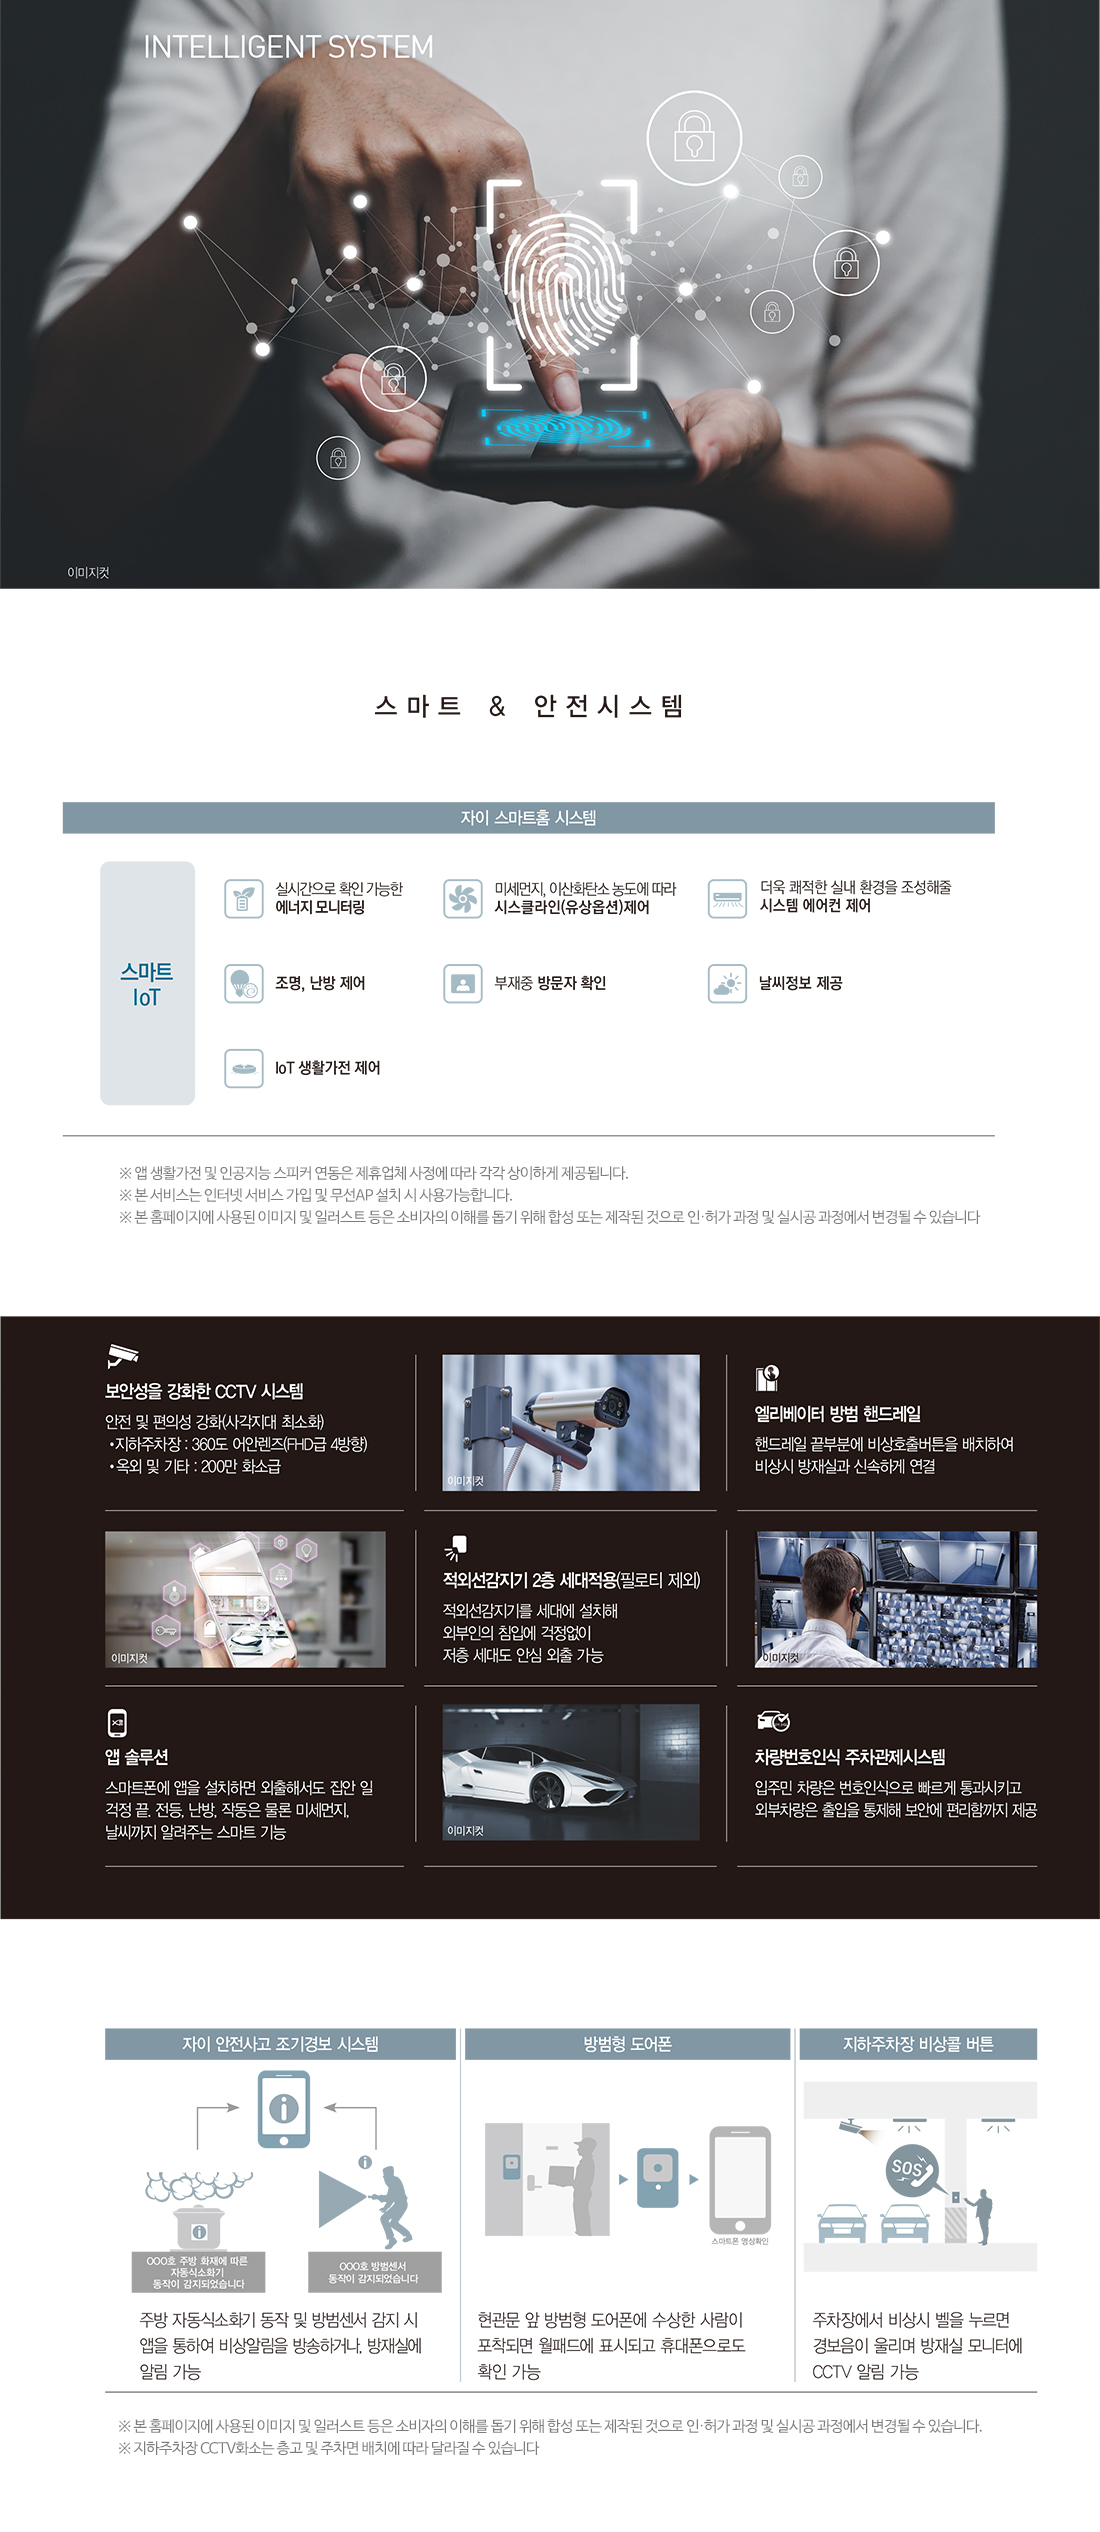 INTELLIGENT SYSTEM
이미지컷
스마트 & 안전시스템
자이 스마트홈 시스템
스마트
IoT
실시간으로 확인 가능한
에너지 모니터링
미세먼지, 이산화탄소 농도에 따라
시스클라인(유상옵션)제어
더욱 쾌적한 실내 환경을 조성해줄
시스템 에어컨 제어
조명, 난방 제어
부재중 방문자 확인
날씨정보 제공
IoT 생활가전 제어
※ 앱 생활가전 및 인공지능 스피커 연동은 제휴업체 사정에 따라 각각 상이하게 제공됩니다.
※ 본 서비스는 인터넷 서비스 가입 및 무선AP 설치 시 사용가능합니다.
※ 본 홈페이지에 사용된 이미지 및 일러스트 등은 소비자의 이해를 돕기 위해 합성 또는 제작된 것으로 인·허가 과정 및 실시공 과정에서 변경될 수 있습니다
보안성을 강화한 CCTV 시스템
안전 및 편의성 강화(사각지대 최소화)
•지하주차장 : 360도 어안렌즈(FHD급 4방향)
•옥외 및 기타 : 200만 화소급
이미지컷
엘리베이터 방범 핸드레일
핸드레일 끝부분에 비상호출버튼을 배치하여
비상시 방재실과 신속하게 연결
이미지컷
적외선감지기 2층 세대적용(필로티 제외)
적외선감지기를 세대에 설치해
외부인의 침입에 걱정없이
저층 세대도 안심 외출 가능
이미지컷
앱 솔루션
스마트폰에 앱을 설치하면 외출해서도 집안 일
걱정 끝. 전등, 난방, 작동은 물론 미세먼지,
날씨까지 알려주는 스마트 기능
이미지컷
차량번호인식 주차관제시스템
입주민 차량은 번호인식으로 빠르게 통과시키고
외부차량은 출입을 통제해 보안에 편리함까지 제공
자이 안전사고 조기경보 시스템
OOO호 주방 화재에 따른
자동식소화기
동작이 감지되었습니다
OOO호 방범센서
동작이 감지되었습니다
주방 자동식소화기 동작 및 방범센서 감지 시
앱을 통하여 비상알림을 방송하거나, 방재실에
알림 가능
방범형 도어폰
스마트폰 영상확인
현관문 앞 방범형 도어폰에 수상한 사람이
포착되면 월패드에 표시되고 휴대폰으로도
확인 가능
지하주차장 비상콜 버튼
SOS
주차장에서 비상시 벨을 누르면
경보음이 울리며 방재실 모니터에
CCTV 알림 가능
※ 본 홈페이지에 사용된 이미지 및 일러스트 등은 소비자의 이해를 돕기 위해 합성 또는 제작된 것으로 인·허가 과정 및 실시공 과정에서 변경될 수 있습니다.
※ 지하주차장 CCTV화소는 층고 및 주차면 배치에 따라 달라질 수 있습니다